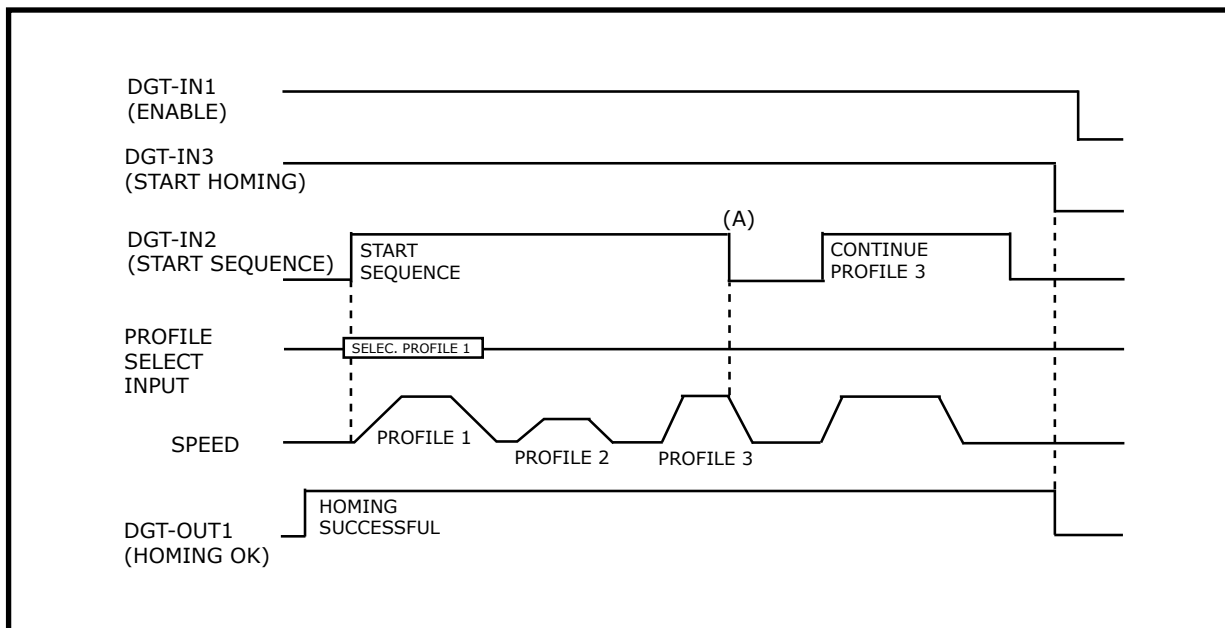 DGT-IN1
(ENABLE)
DGT-IN3
(START HOMING)
(A)
DGT-IN2
(START SEQUENCE)
START
SEQUENCE
CONTINUE
PROFILE 3
PROFILE
SELECT
INPUT
SELEC. PROFILE 1
SPEED
PROFILE 1
PROFILE 2
PROFILE 3
HOMING
SUCCESSFUL
DGT-OUT1
(HOMING OK)